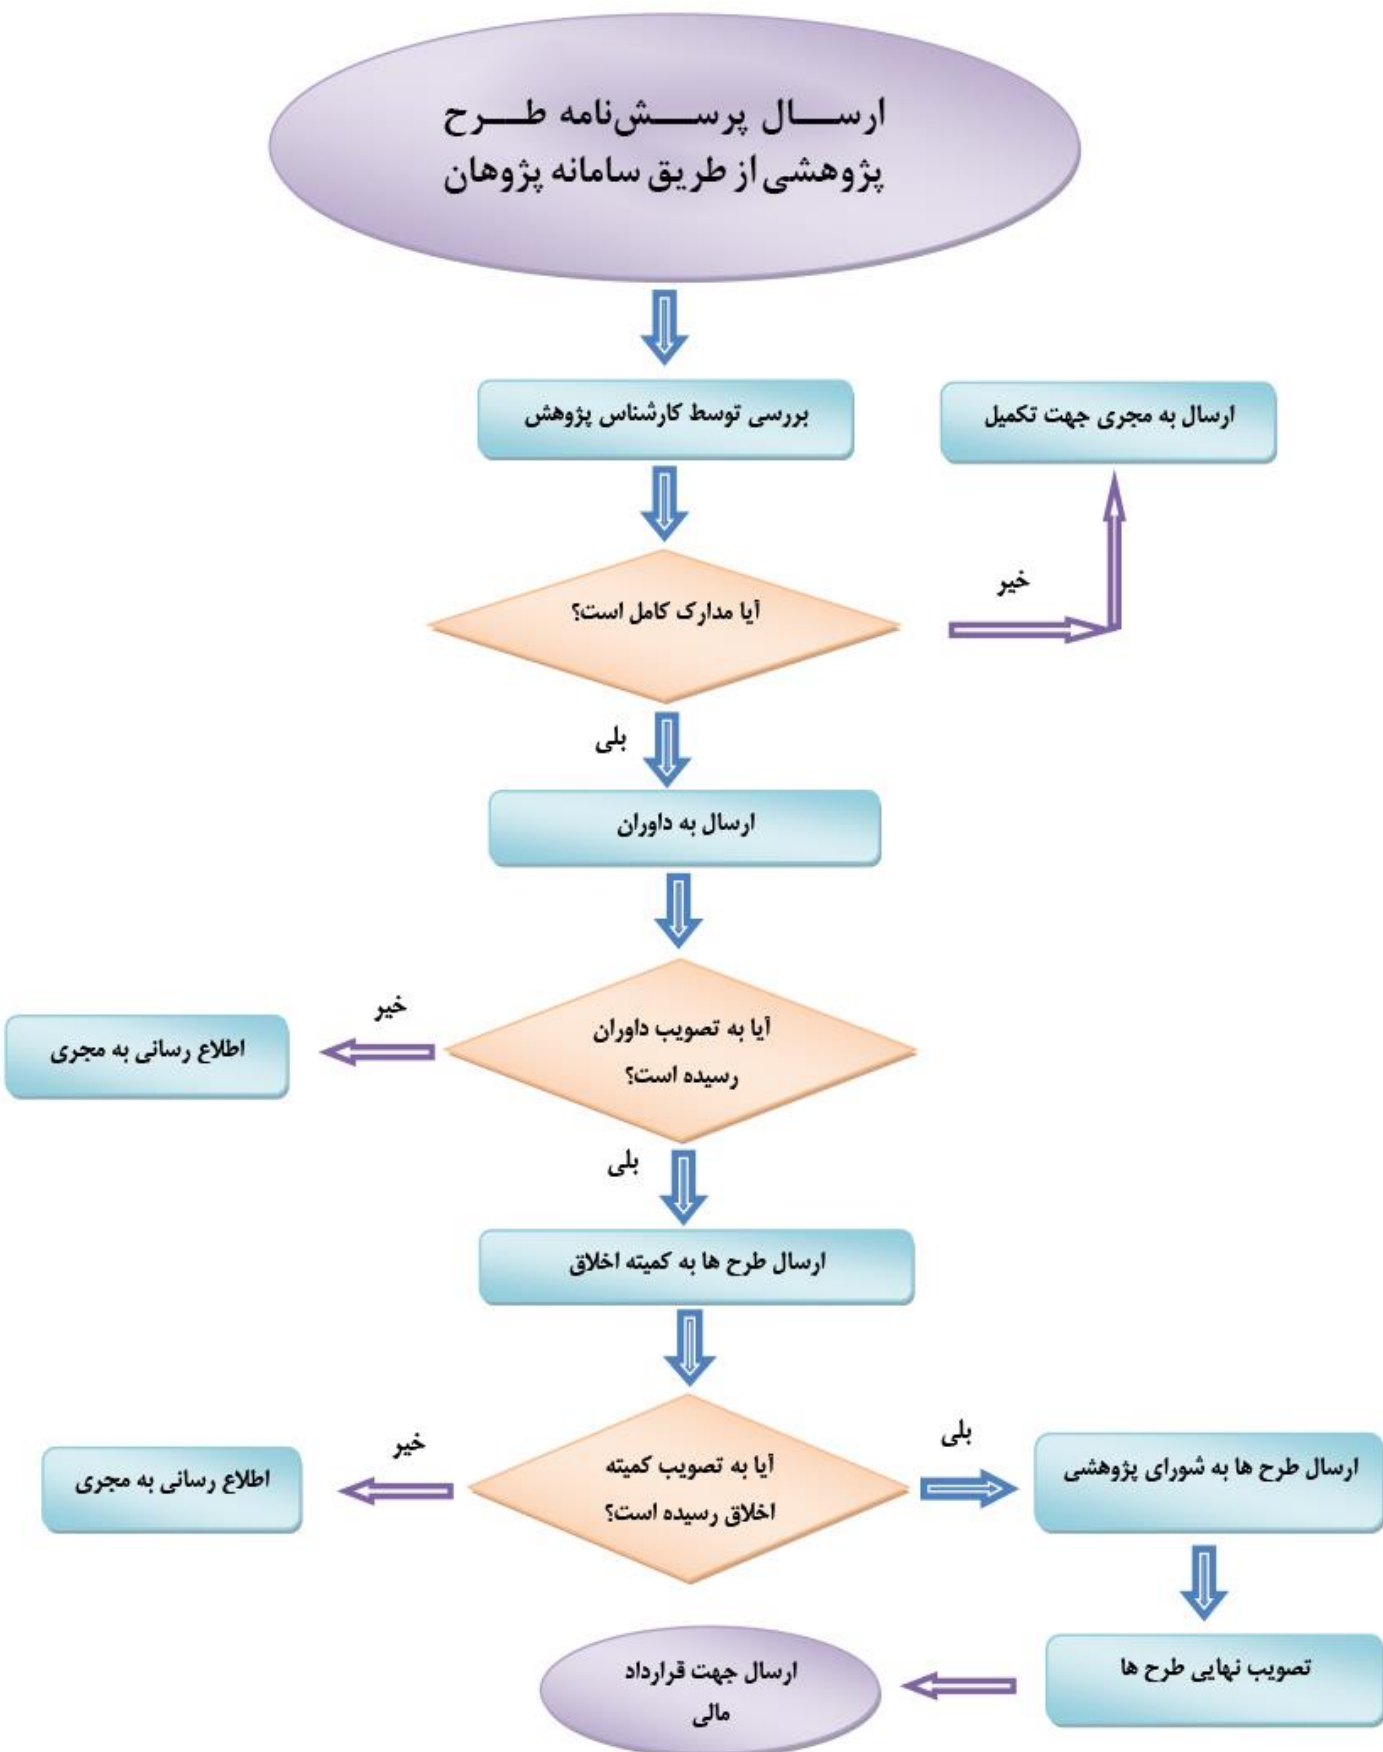 ارسال پرسش‌نامه طرح
پژوهشی از طریق سامانه پژوهان
بررسی توسط کارشناس پژوهش
ارسال به مجری جهت تکمیل
آیا مدارک کامل است؟
خیر
بلی
ارسال به داوران
آیا به تصویب داوران
رسیده است؟
خیر
اطلاع رسانی به مجری
بلی
ارسال طرح ها به کمیته اخلاق
آیا به تصویب کمیته
اخلاق رسیده است؟
بلی
ارسال طرح ها به شورای پژوهشی
خیر
اطلاع رسانی به مجری
تصویب نهایی طرح ها
ارسال جهت قرارداد
مالی